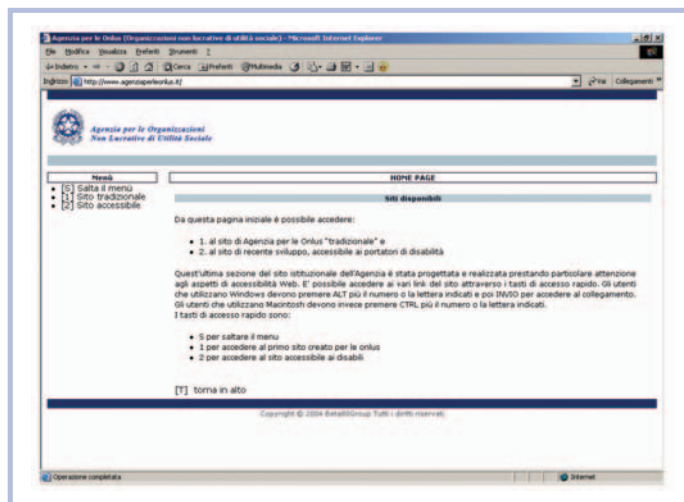 Agenzia per le Onlus (Organizzazioni non lucrative di utilità sociale) - Microsoft Internet Explorer
File Modifica Visualizza Preferiti Strumenti ?
Indietro Cerca Preferiti Multimedia
Indirizzo http://www.agenziaperleonlus.it/ Vai Collegamenti »
Agenzia per le Organizzazioni
Non Lucrative di Utilità Sociale
Menù
[S] Salta il menù
[1] Sito tradizionale
[2] Sito accessibile
HOME PAGE
Siti disponibili
Da questa pagina iniziale è possibile accedere:
• 1. al sito di Agenzia per le Onlus "tradizionale" e
• 2. al sito di recente sviluppo, accessibile ai portatori di disabilità
Quest'ultima sezione del sito istituzionale dell'Agenzia è stata progettata e realizzata prestando particolare attenzione
agli aspetti di accessibilità Web. E' possibile accedere ai vari link del sito attraverso i tasti di accesso rapido. Gli utenti
che utilizzano Windows devono premere ALT più il numero o la lettera indicati e poi INVIO per accedere al collegamento.
Gli utenti che utilizzano Macintosh devono invece premere CTRL più il numero o la lettera indicati.
I tasti di accesso rapido sono:
• S per saltare il menu
• 1 per accedere al primo sito creato per le onlus
• 2 per accedere al sito accessibile ai disabili
[T] torna in alto
Copyright © 2004 Tutti i diritti riservati
Operazione completata
Internet